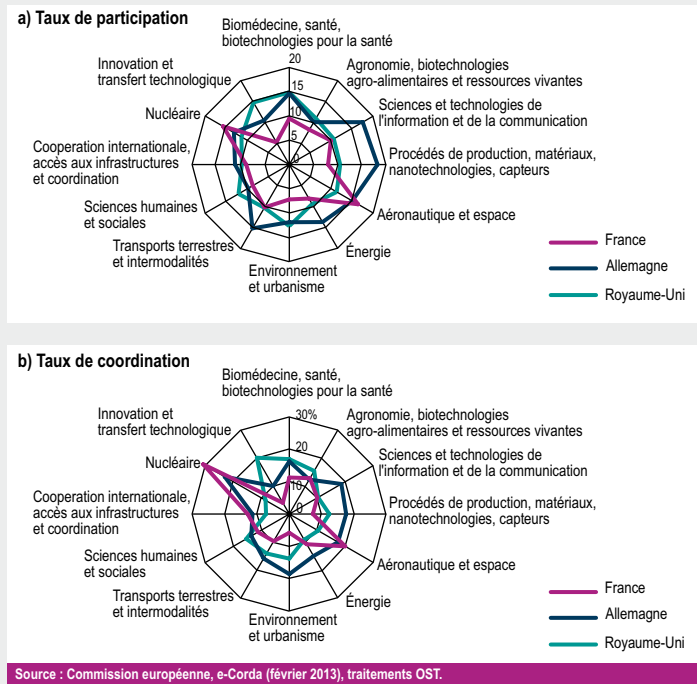 a) Taux de participation
Biomédecine, santé,
biotechnologies pour la santé
Innovation et
transfert technologique
20
Agronomie, biotechnologies
agro-alimentaires et ressources vivantes
15
Nucléaire
10
Sciences et technologies de
l'information et de la communication
5
Cooperation internationale,
accès aux infrastructures
et coordination
0
Procédés de production, matériaux,
nanotechnologies, capteurs
Sciences humaines
et sociales
Aéronautique et espace
Transports terrestres
et intermodalités
Énergie
Environnement
et urbanisme
France
Allemagne
Royaume-Uni
b) Taux de coordination
Biomédecine, santé,
biotechnologies pour la santé
Innovation et
transfert technologique
30%
Agronomie, biotechnologies
agro-alimentaires et ressources vivantes
20
Nucléaire
Sciences et technologies de
l'information et de la communication
10
Cooperation internationale,
accès aux infrastructures
et coordination
0
Procédés de production, matériaux,
nanotechnologies, capteurs
Sciences humaines
et sociales
Aéronautique et espace
Transports terrestres
et intermodalités
Énergie
Environnement
et urbanisme
France
Allemagne
Royaume-Uni
Source : Commission européenne, e-Corda (février 2013), traitements OST.